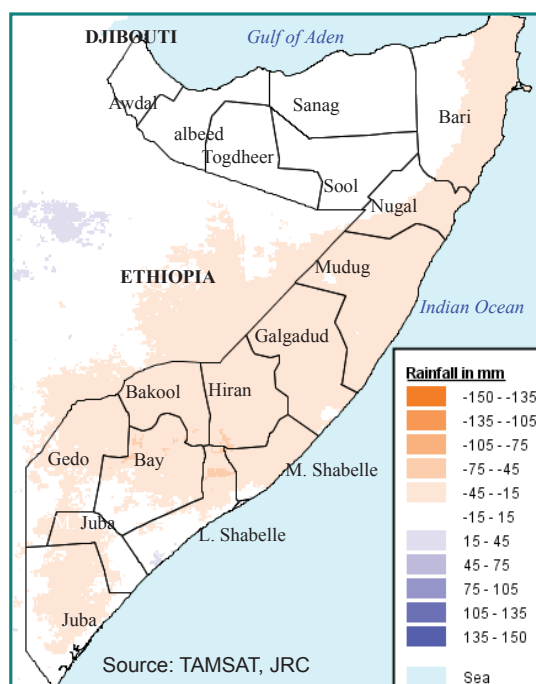 DJIBOUTI
Gulf of Aden
Awdal
Sanag
Bari
albeed
Togdheer
Sool
Nugal
ETHIOPIA
Mudug
Indian Ocean
Galgadud
Bakool
Hiran
Gedo
Bay
M. Shabelle
M. Juba
L. Shabelle
Juba
Source: TAMSAT, JRC
Rainfall in mm
-150 - -135
-135 - -105
-105 - -75
-75 - -45
-45 - -15
-15 - 15
15 - 45
45 - 75
75 - 105
105 - 135
135 - 150
Sea